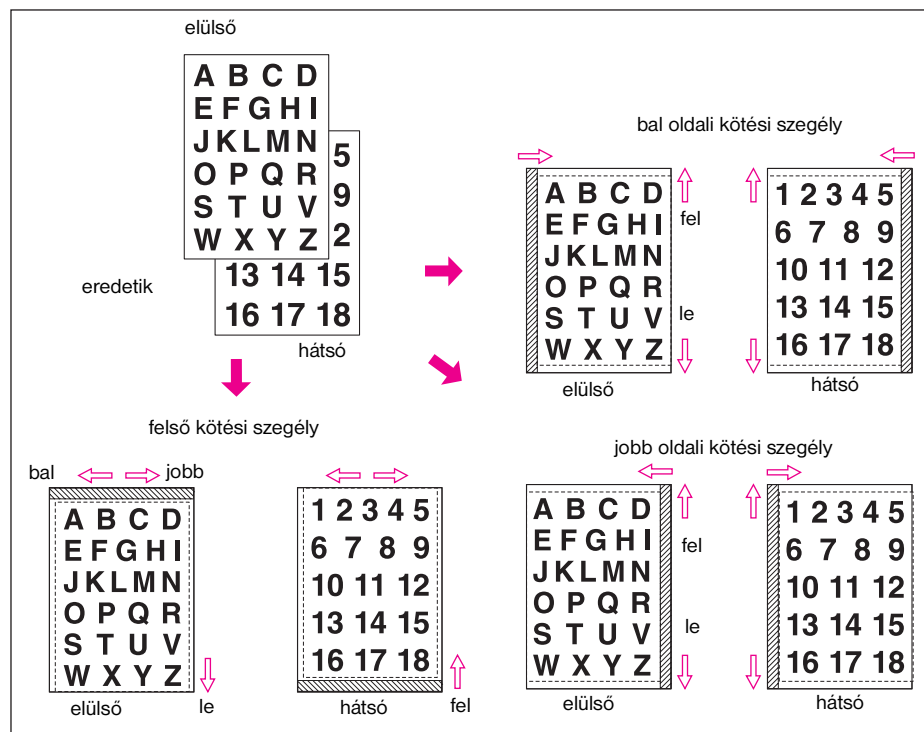 elülső
A B C D
E F G H I
J K L M N
O P Q R
S T U V
W X Y Z
5
9
2
13 14 15
16 17 18
eredetik
hátsó
bal oldali kötési szegély
A B C D
E F G H I
J K L M N
O P Q R
S T U V
W X Y Z
fel
le
elülső
1 2 3 4 5
6 7 8 9
10 11 12
13 14 15
16 17 18
hátsó
felső kötési szegély
bal
jobb
A B C D
E F G H I
J K L M N
O P Q R
S T U V
W X Y Z
elülső
le
1 2 3 4 5
6 7 8 9
10 11 12
13 14 15
16 17 18
hátsó
fel
jobb oldali kötési szegély
A B C D
E F G H I
J K L M N
O P Q R
S T U V
W X Y Z
fel
le
elülső
1 2 3 4 5
6 7 8 9
10 11 12
13 14 15
16 17 18
hátsó